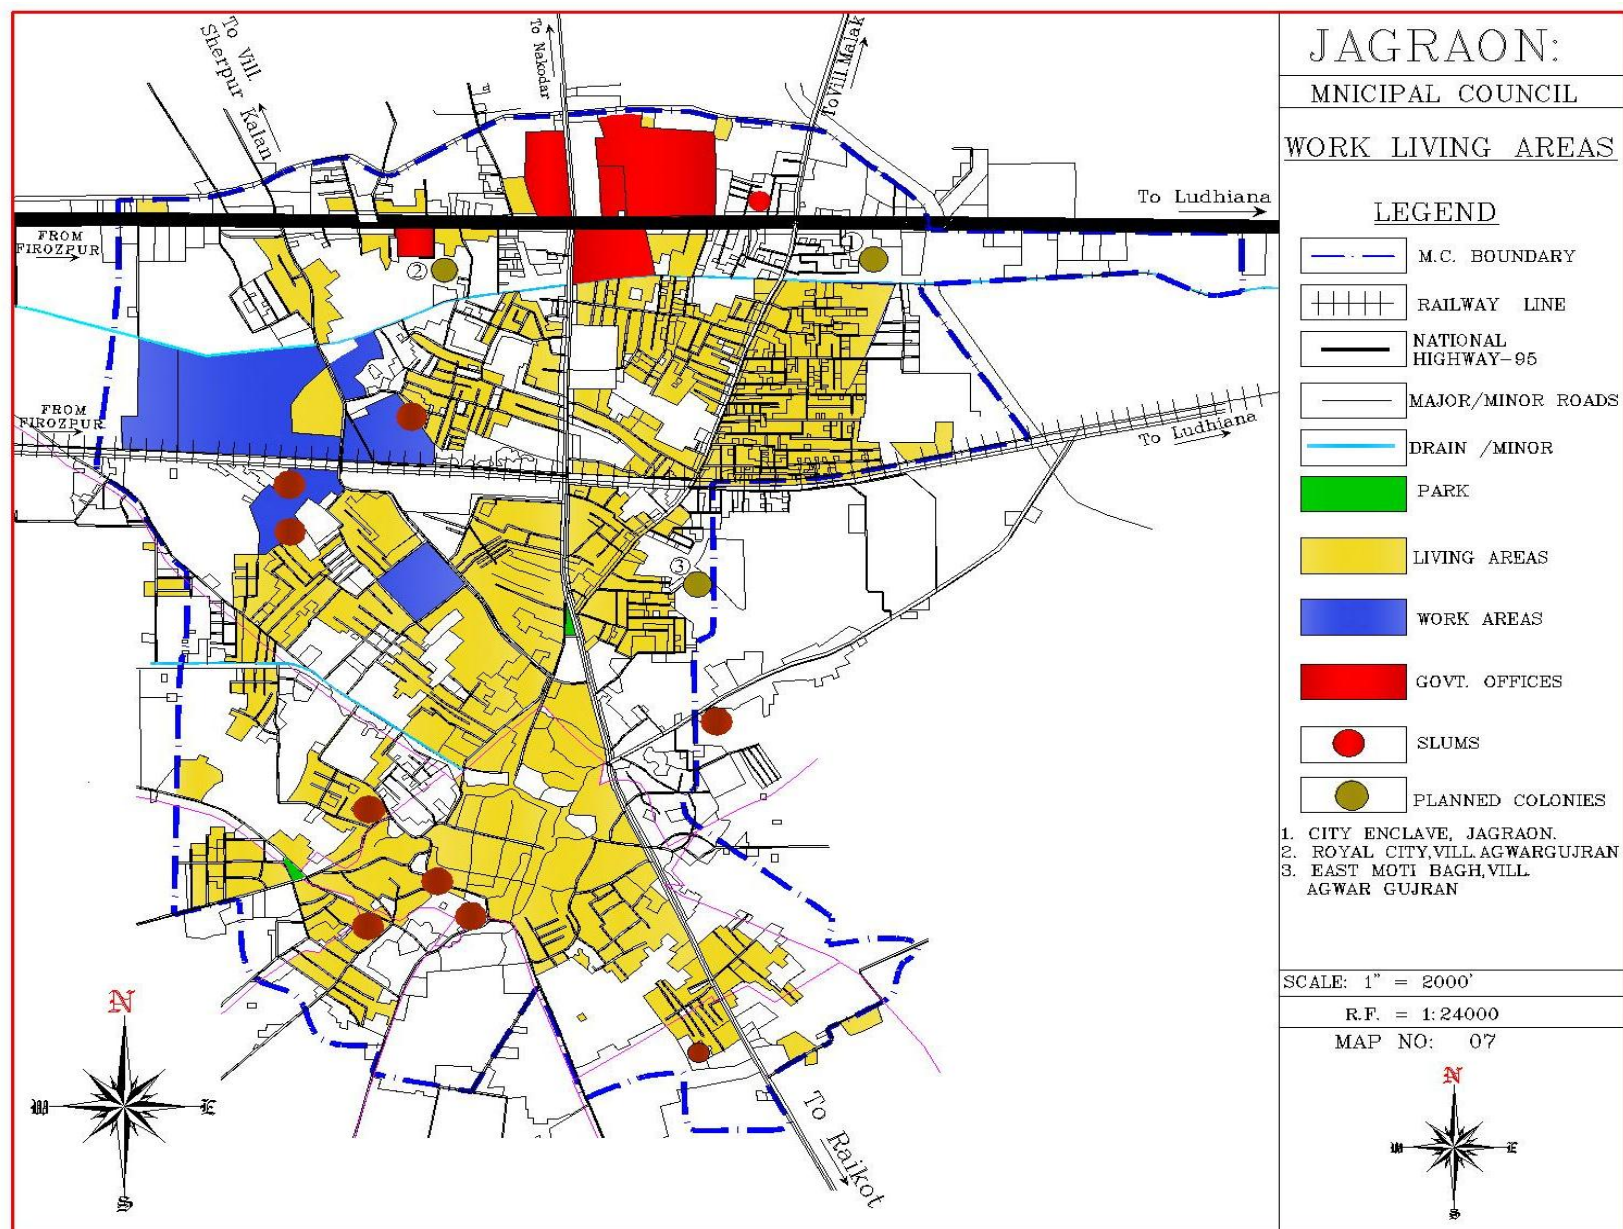 To Vill.
Sherpur Kalan
To Nakodar
To Vill. Malak
To Ludhiana
FROM
FIROZPUR
1
2
FROM
FIROZPUR
To Ludhiana
3
To Raikot
N
W
E
S
JAGRAON:
MNICIPAL COUNCIL
WORK LIVING AREAS
LEGEND
M.C. BOUNDARY
RAILWAY LINE
NATIONAL
HIGHWAY-95
MAJOR/MINOR ROADS
DRAIN /MINOR
PARK
LIVING AREAS
WORK AREAS
GOVT. OFFICES
SLUMS
PLANNED COLONIES
1. CITY ENCLAVE, JAGRAON.
2. ROYAL CITY,VILL.AGWARGUJRAN
3. EAST MOTI BAGH,VILL.
AGWAR GUJRAN
SCALE: 1" = 2000'
R.F. = 1:24000
MAP NO: 07
N
W
E
S